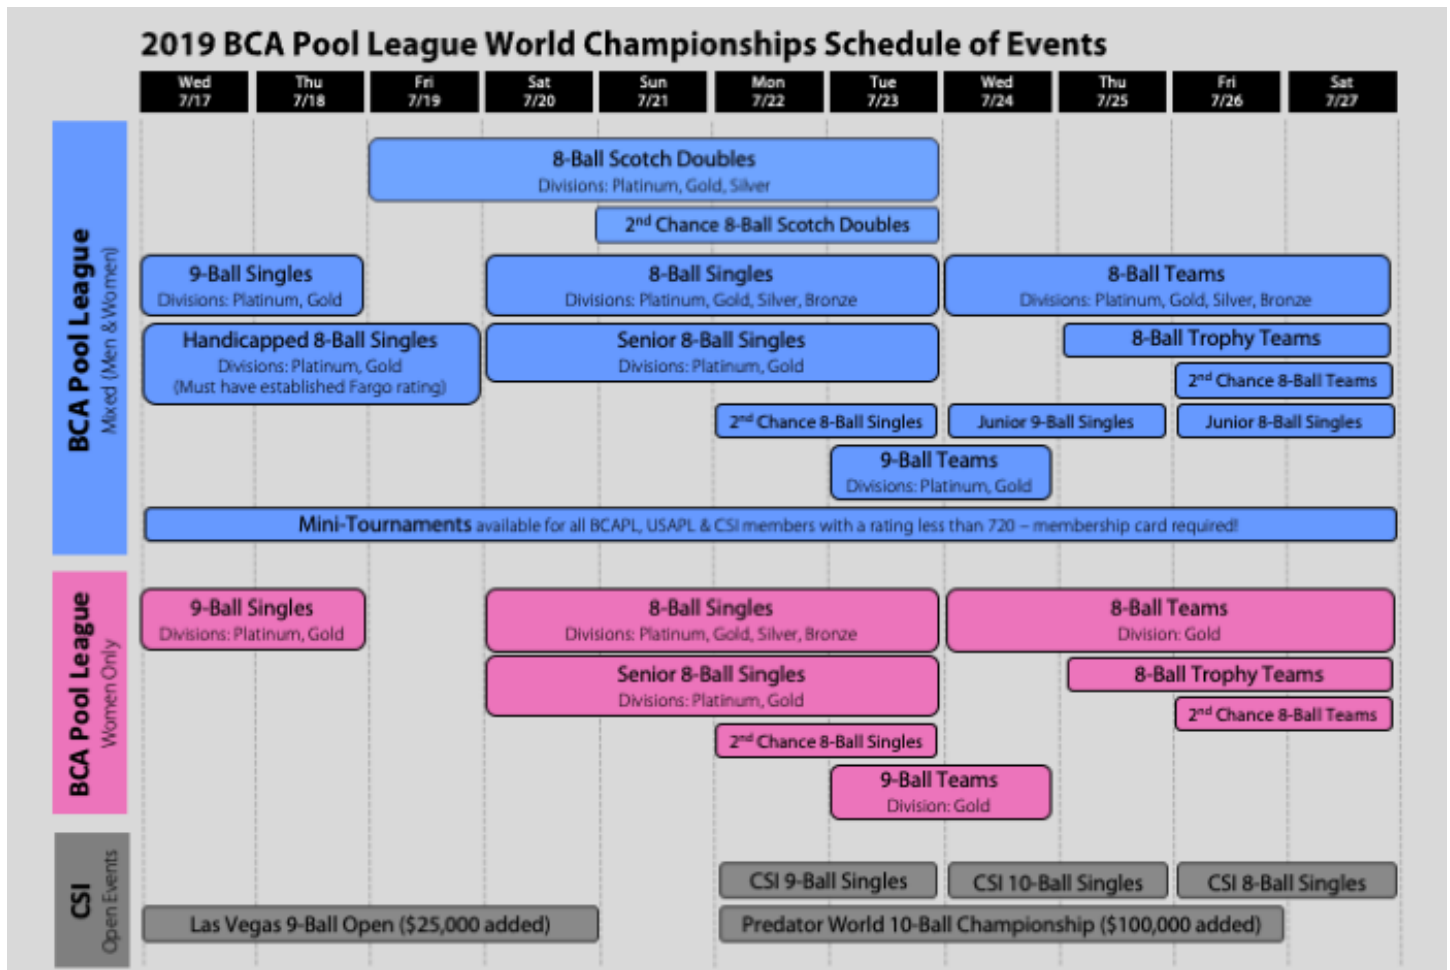 2019 BCA Pool League World Championships Schedule of Events
Wed Thu Fri Sat Sun Mon Tue Wed Thu Fri Sat
7/17 7/18 7/19 7/20 7/21 7/22 7/23 7/24 7/25 7/26 7/27
BCA Pool League
Mixed (Men & Women)
8-Ball Scotch Doubles
Divisions: Platinum, Gold, Silver
2nd Chance 8-Ball Scotch Doubles
9-Ball Singles
Divisions: Platinum, Gold
8-Ball Singles
Divisions: Platinum, Gold, Silver, Bronze
8-Ball Teams
Divisions: Platinum, Gold, Silver, Bronze
Handicapped 8-Ball Singles
Divisions: Platinum, Gold
(Must have established Fargo rating)
Senior 8-Ball Singles
Divisions: Platinum, Gold
8-Ball Trophy Teams
2nd Chance 8-Ball Teams
2nd Chance 8-Ball Singles
Junior 9-Ball Singles
Junior 8-Ball Singles
9-Ball Teams
Divisions: Platinum, Gold
Mini-Tournaments available for all BCAPL, USAPL & CSI members with a rating less than 720 – membership card required!
BCA Pool League
Women Only
9-Ball Singles
Divisions: Platinum, Gold
8-Ball Singles
Divisions: Platinum, Gold, Silver, Bronze
8-Ball Teams
Division: Gold
Senior 8-Ball Singles
Divisions: Platinum, Gold
8-Ball Trophy Teams
2nd Chance 8-Ball Teams
2nd Chance 8-Ball Singles
9-Ball Teams
Division: Gold
CSI
Open Events
CSI 9-Ball Singles
CSI 10-Ball Singles
CSI 8-Ball Singles
Las Vegas 9-Ball Open ($25,000 added)
Predator World 10-Ball Championship ($100,000 added)